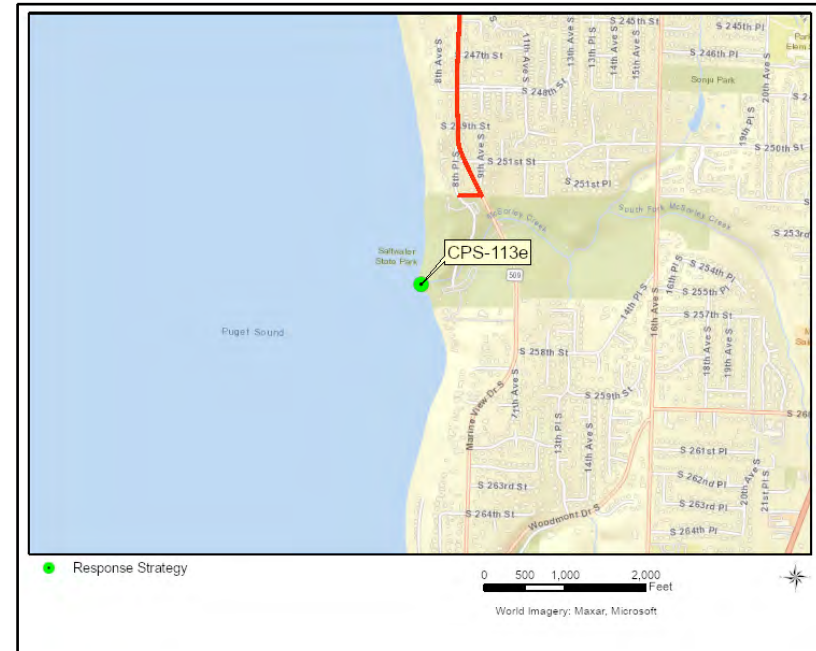 S 245th St
S 245th Pl
8th Ave S
247th St
11th Ave S
13th Ave S
13th Pl S
14th Ave S
15th Ave S
S 246th Pl
20th Ave S
Sonju Park
S 248th St
S 249th St
19th Pl S
S 250th St
8th Pl S
9th Ave S
S 251st St
S 251st Pl
McSorley Creek
South Fork McSorley Creek
S 253rd
Saltwater
State Park
CPS-113e
509
16th Pl S
S 254th Pl
S 255th Pl
14th Pl S
16th Ave S
S 257th St
Puget Sound
S 258th St
18th Ave S
19th Ave S
Marine View Dr S
11th Ave S
S 259th St
13th Pl S
14th Ave S
S 260
S 261st Pl
S 262nd Pl
20th Ave S
21st Pl S
S 263rd St
S 263rd Pl
S 264th St
Woodmont Dr S
S 264th Pl
Response Strategy
0 500 1,000 2,000
Feet
World Imagery: Maxar, Microsoft